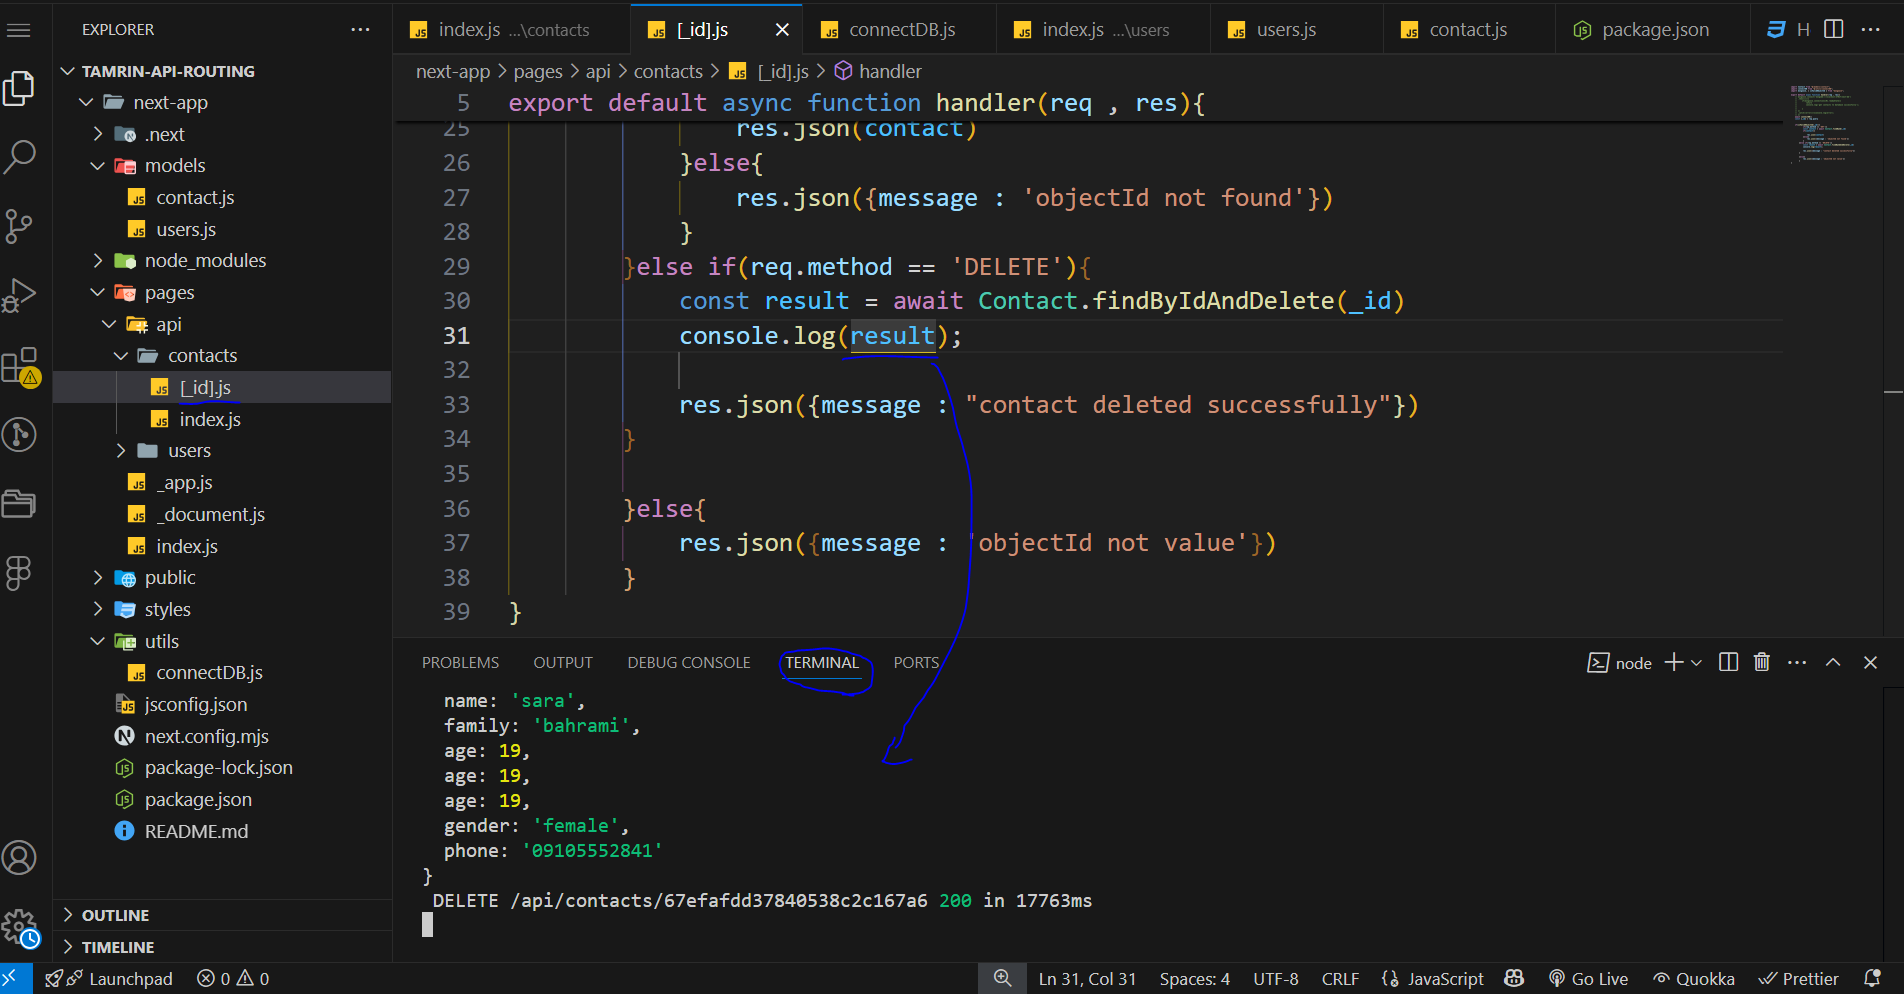 EXPLORER
TAMRIN-API-ROUTING
next-app
.next
models
contact.js
users.js
node_modules
pages
api
contacts
[_id].js
index.js
users
_app.js
_document.js
index.js
public
styles
utils
connectDB.js
jsconfig.json
next.config.mjs
package-lock.json
package.json
README.md
OUTLINE
TIMELINE
index.js ...\contacts
[_id].js
connectDB.js
index.js ...\users
users.js
contact.js
package.json
H
next-app > pages > api > contacts > [_id].js > handler
5 export default async function handler(req , res){
25 res.json(contact)
26 }else{
27 res.json({message : 'objectId not found'})
28 }
29 }else if(req.method == 'DELETE'){
30 const result = await Contact.findByIdAndDelete(_id)
31 console.log(result);
32
33 res.json({message : "contact deleted successfully"})
34 }
35
36 }else{
37 res.json({message : 'objectId not value'})
38 }
39 }
PROBLEMS OUTPUT DEBUG CONSOLE TERMINAL PORTS
node
name: 'sara',
family: 'bahrami',
age: 19,
age: 19,
age: 19,
gender: 'female',
phone: '09105552841'
}
DELETE /api/contacts/67efafdd37840538c2c167a6 200 in 17763ms
Launchpad 0 0 Ln 31, Col 31 Spaces: 4 UTF-8 CRLF JavaScript Go Live Quokka Prettier